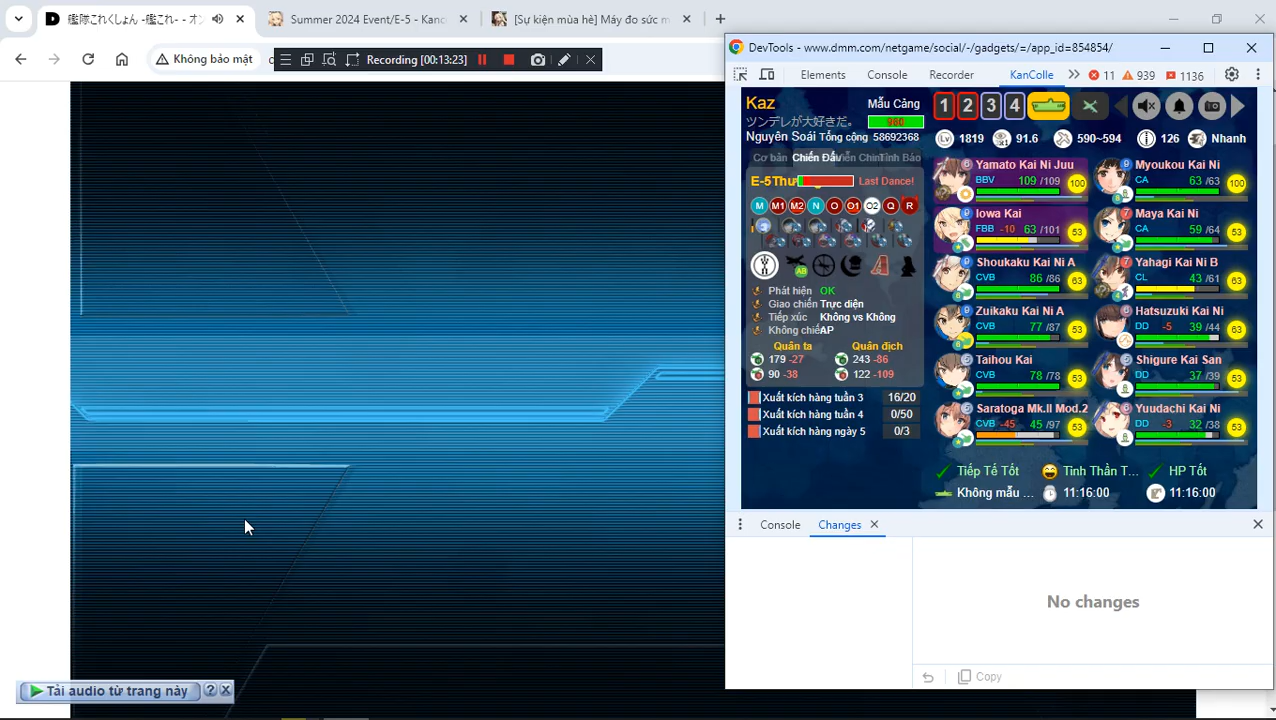 艦隊これくしょん -艦これ- - オン
Summer 2024 Event/E-5 - Kanc
[Sự kiện mùa hè] Máy đo sức m
Không bảo mật
Recording [00:13:23]
DevTools - www.dmm.com/netgame/social/-/gadgets/=/app_id=854854/
Elements Console Recorder KanColle 11 939 1136
Kaz Mẫu Cảng 1 2 3 4
ツンデレが大好きだ。 980
Nguyên Soái Tổng cộng 58692368 Lv 1819 91.6 590~594 126 Nhanh
Cơ bản Chiến Đấu
E-5 Last Dance!
M M1 M2 N O O1 O2 Q R
AB
Phát hiện OK
Giao chiến Trực diện
Tiếp xúc Không vs Không
Không chiế AP
Quân ta Quân địch
179 -27 243 -86
90 -38 122 -109
Xuất kích hàng tuần 3 16/20
Xuất kích hàng tuần 4 0/50
Xuất kích hàng ngày 5 0/3
Yamato Kai Ni Juu
BBV 109 /109 100
Myoukou Kai Ni
CA 63 /63 100
Iowa Kai
FBB -10 63 /101 53
Maya Kai Ni
CA 59 /64 53
Shoukaku Kai Ni A
CVB 86 /86 63
Yahagi Kai Ni B
CL 43 /61 53
Zuikaku Kai Ni A
CVB 77 /87 53
Hatsuzuki Kai Ni
DD -5 39 /44 63
Taihou Kai
CVB 78 /78 53
Shigure Kai San
DD 37 /39 53
Saratoga Mk.II Mod.2
CVB -45 45 /97 53
Yuudachi Kai Ni
DD -3 32 /38 53
Tiếp Tế Tốt Tinh Thần T... HP Tốt
Không mẫu ... 11:16:00 11:16:00
Console Changes
No changes
Copy
Tải audio từ trang này ?